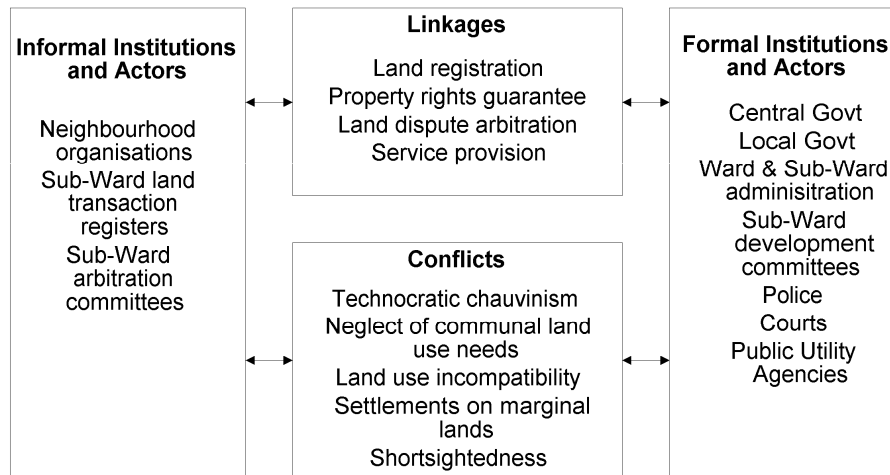 Informal Institutions
and Actors
Neighbourhood
organisations
Sub-Ward land
transaction
registers
Sub-Ward
arbitration
committees
Linkages
Land registration
Property rights guarantee
Land dispute arbitration
Service provision
Conflicts
Technocratic chauvinism
Neglect of communal land
use needs
Land use incompatibility
Settlements on marginal
lands
Shortsightedness
Formal Institutions
and Actors
Central Govt
Local Govt
Ward & Sub-Ward
adminisitration
Sub-Ward
development
committees
Police
Courts
Public Utility
Agencies